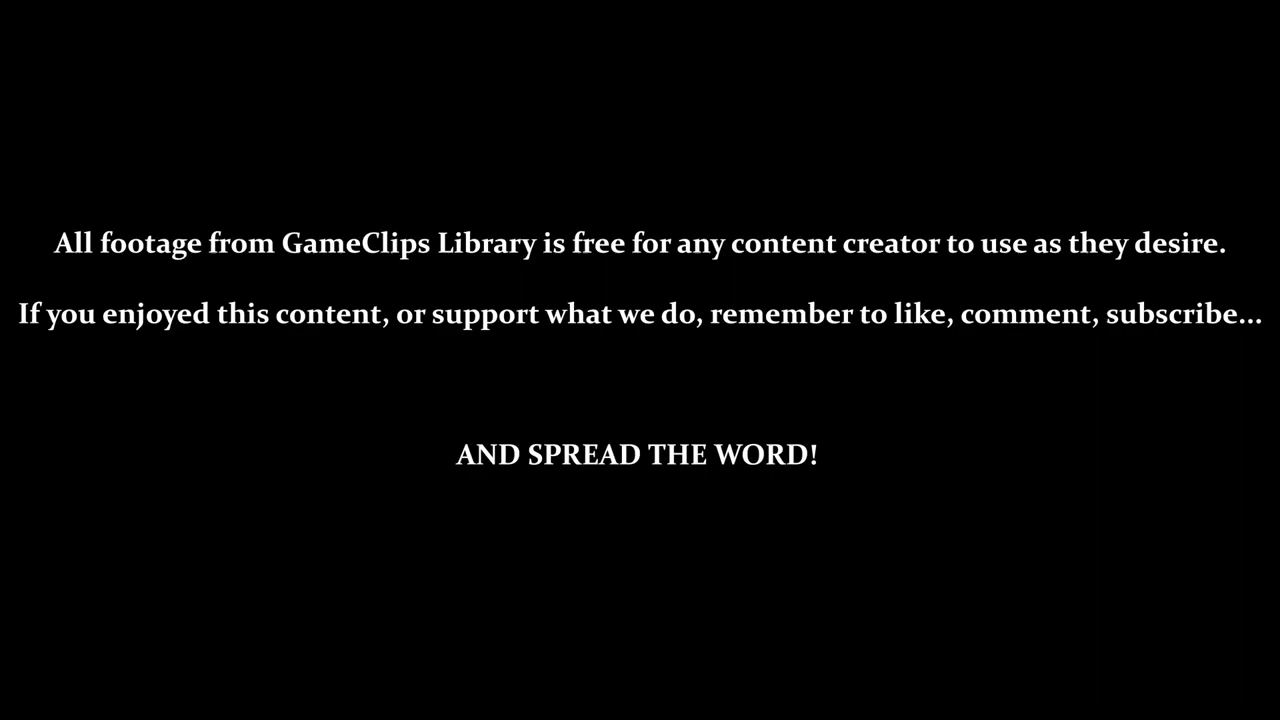 All footage from GameClips Library is free for any content creator to use as they desire.
If you enjoyed this content, or support what we do, remember to like, comment, subscribe...
AND SPREAD THE WORD!